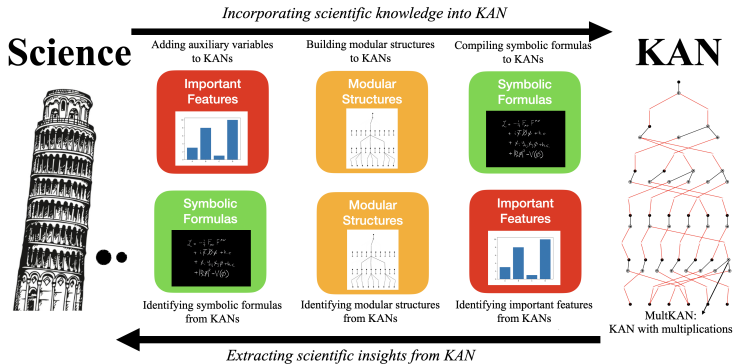 Incorporating scientific knowledge into KAN
Science
KAN
Adding auxiliary variables
to KANs
Building modular structures
to KANs
Compiling symbolic formulas
to KANs
Important
Features
Modular
Structures
Symbolic
Formulas
Symbolic
Formulas
Modular
Structures
Important
Features
Identifying symbolic formulas
from KANs
Identifying modular structures
from KANs
Identifying important features
from KANs
MultKAN:
KAN with multiplications
Extracting scientific insights from KAN